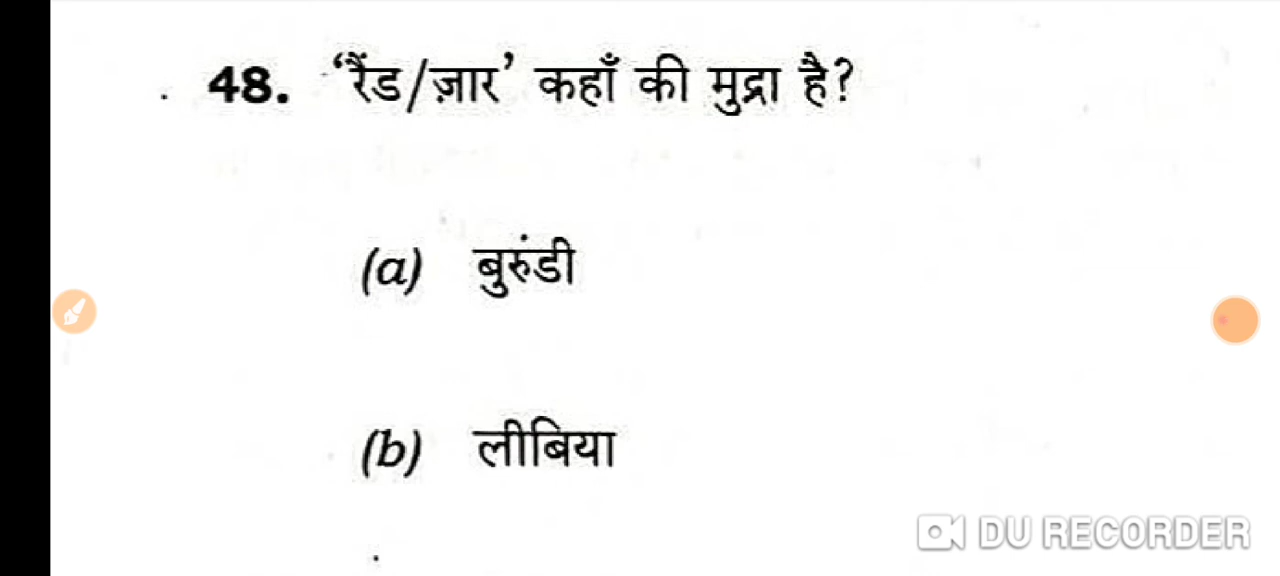 48. ‘रैंड/ज़ार’ कहाँ की मुद्रा है?
(a) बुरुंडी
(b) लीबिया
DU RECORDER